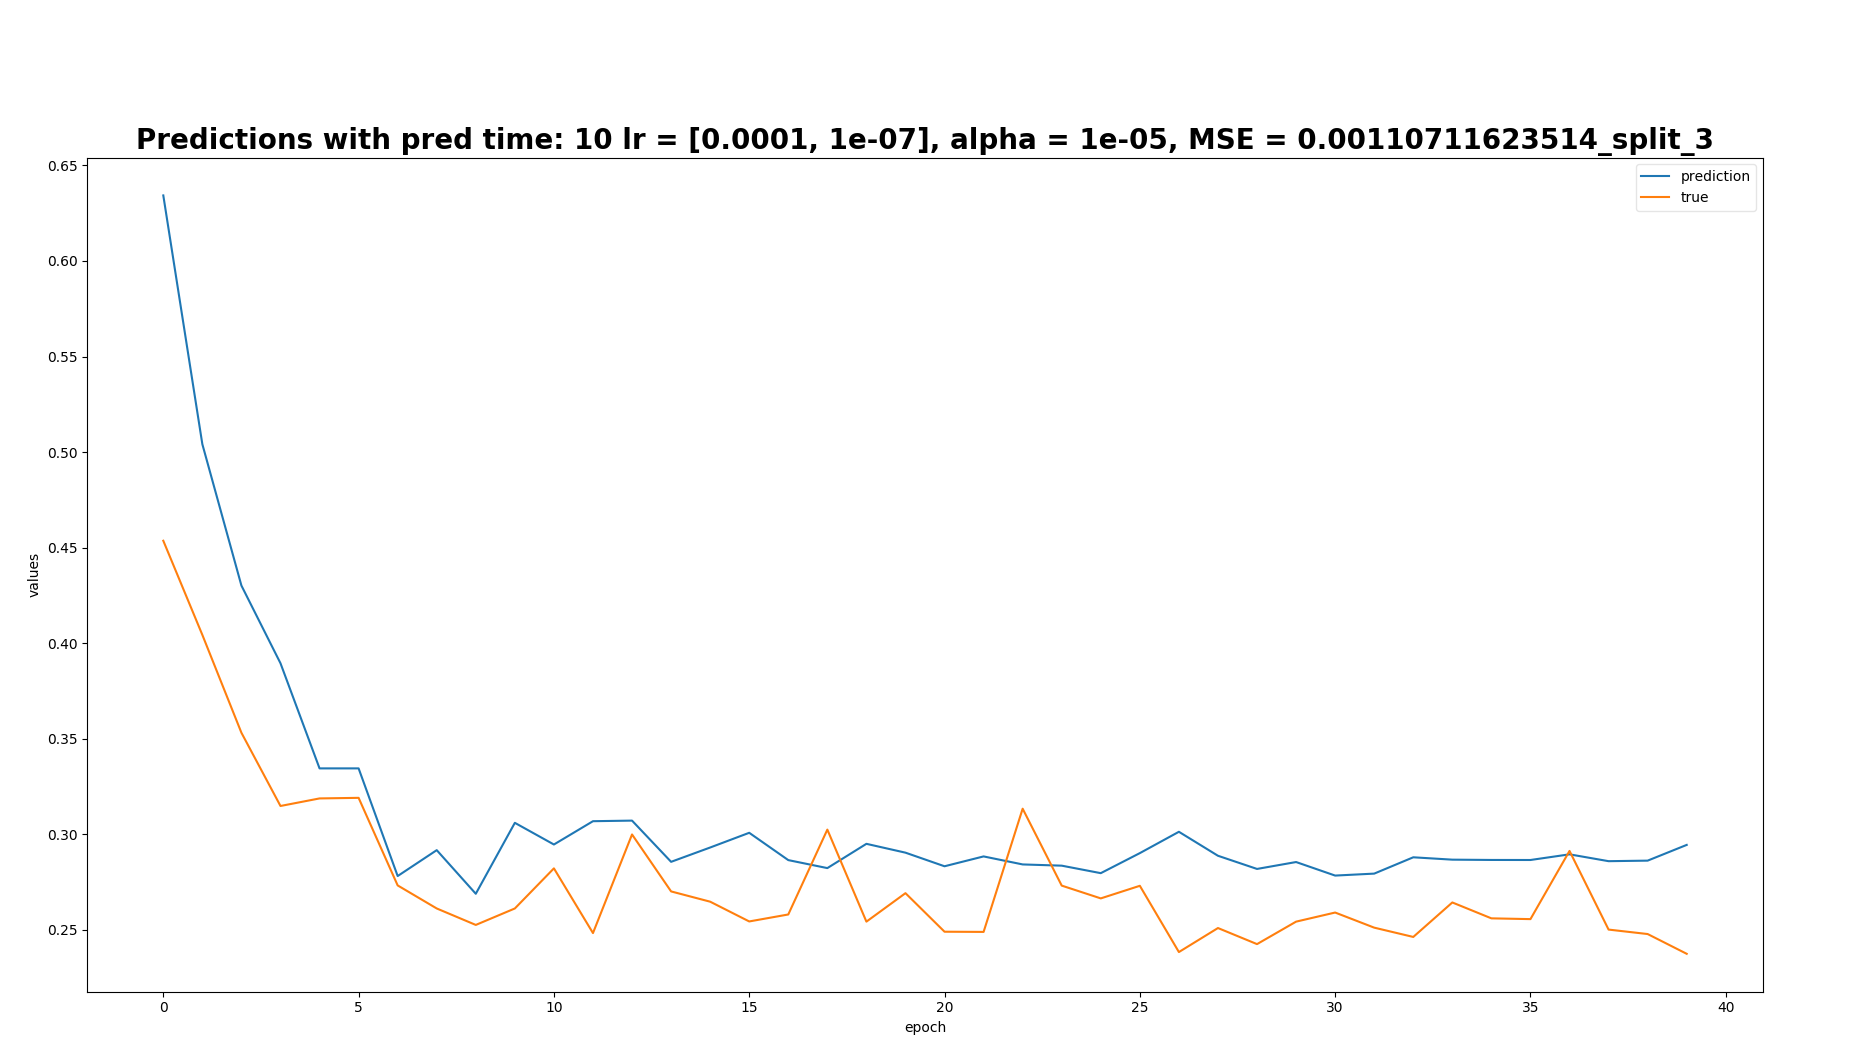 Predictions with pred time: 10 lr = [0.0001, 1e-07], alpha = 1e-05, MSE = 0.00110711623514_split_3
prediction
true
0.65
0.60
0.55
0.50
0.45
0.40
0.35
0.30
0.25
values
0 5 10 15 20 25 30 35 40
epoch